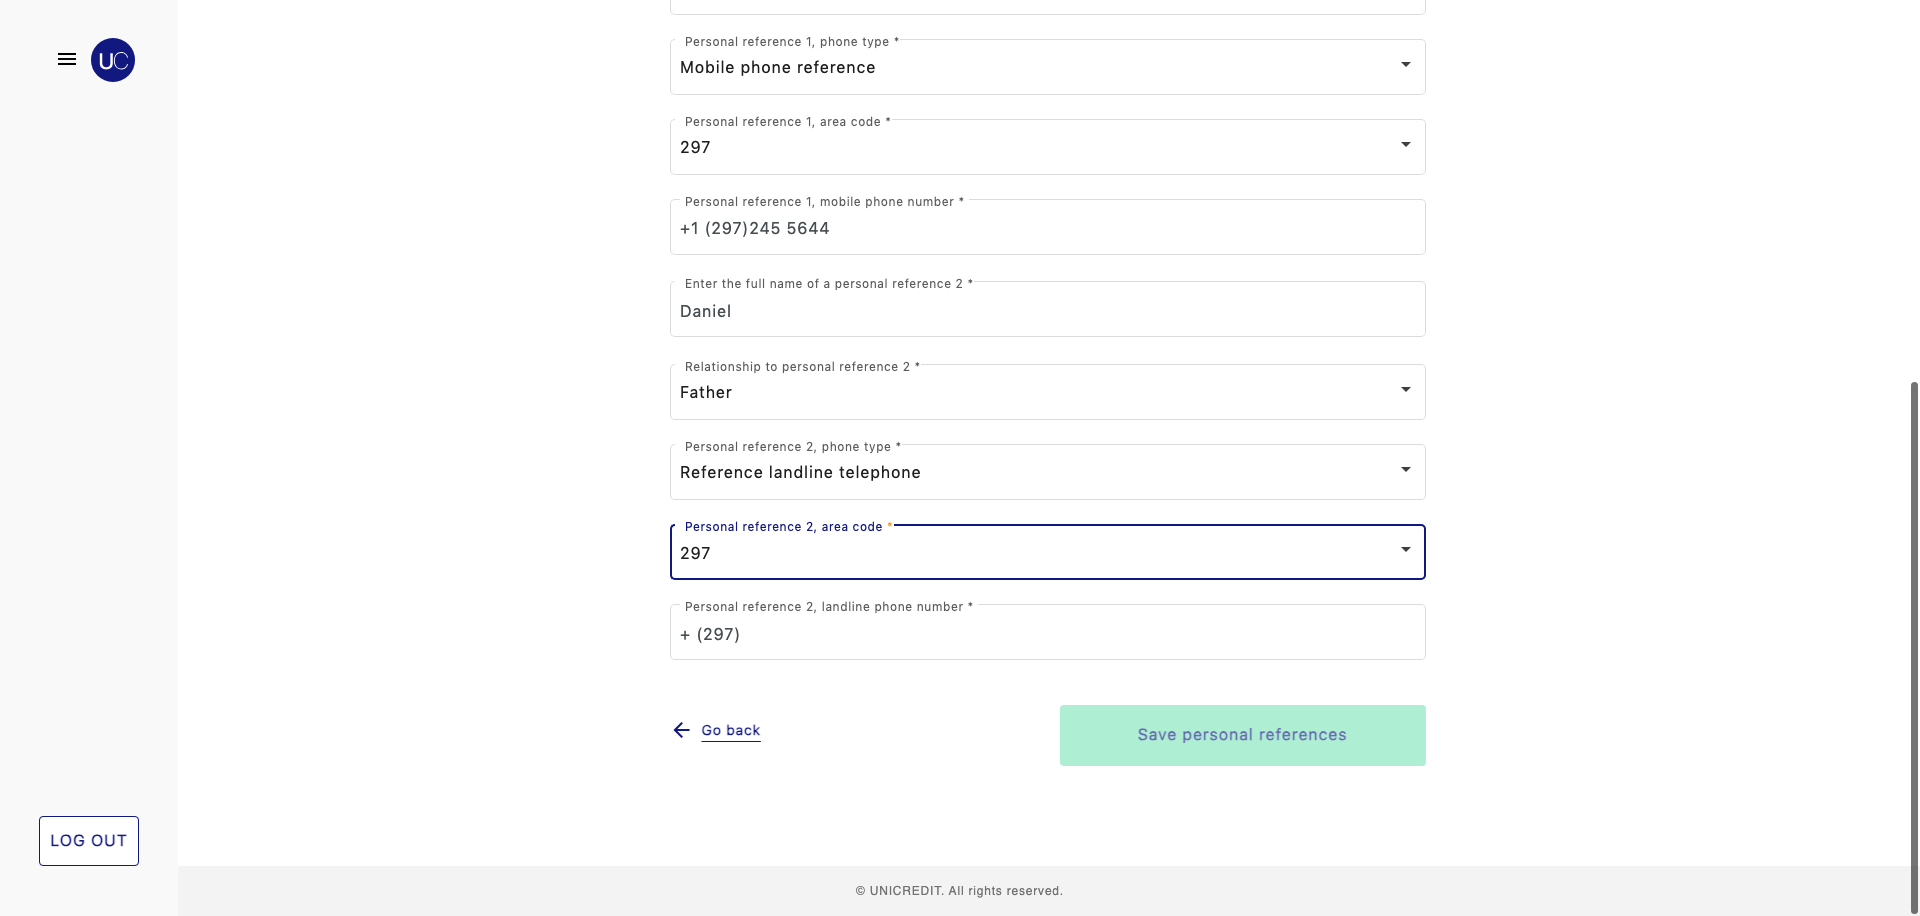 UC
Personal reference 1, phone type *
Mobile phone reference
Personal reference 1, area code *
297
Personal reference 1, mobile phone number *
+1 (297)245 5644
Enter the full name of a personal reference 2 *
Daniel
Relationship to personal reference 2 *
Father
Personal reference 2, phone type *
Reference landline telephone
Personal reference 2, area code *
297
Personal reference 2, landline phone number *
+ (297)
Go back
Save personal references
LOG OUT
© UNICREDIT. All rights reserved.